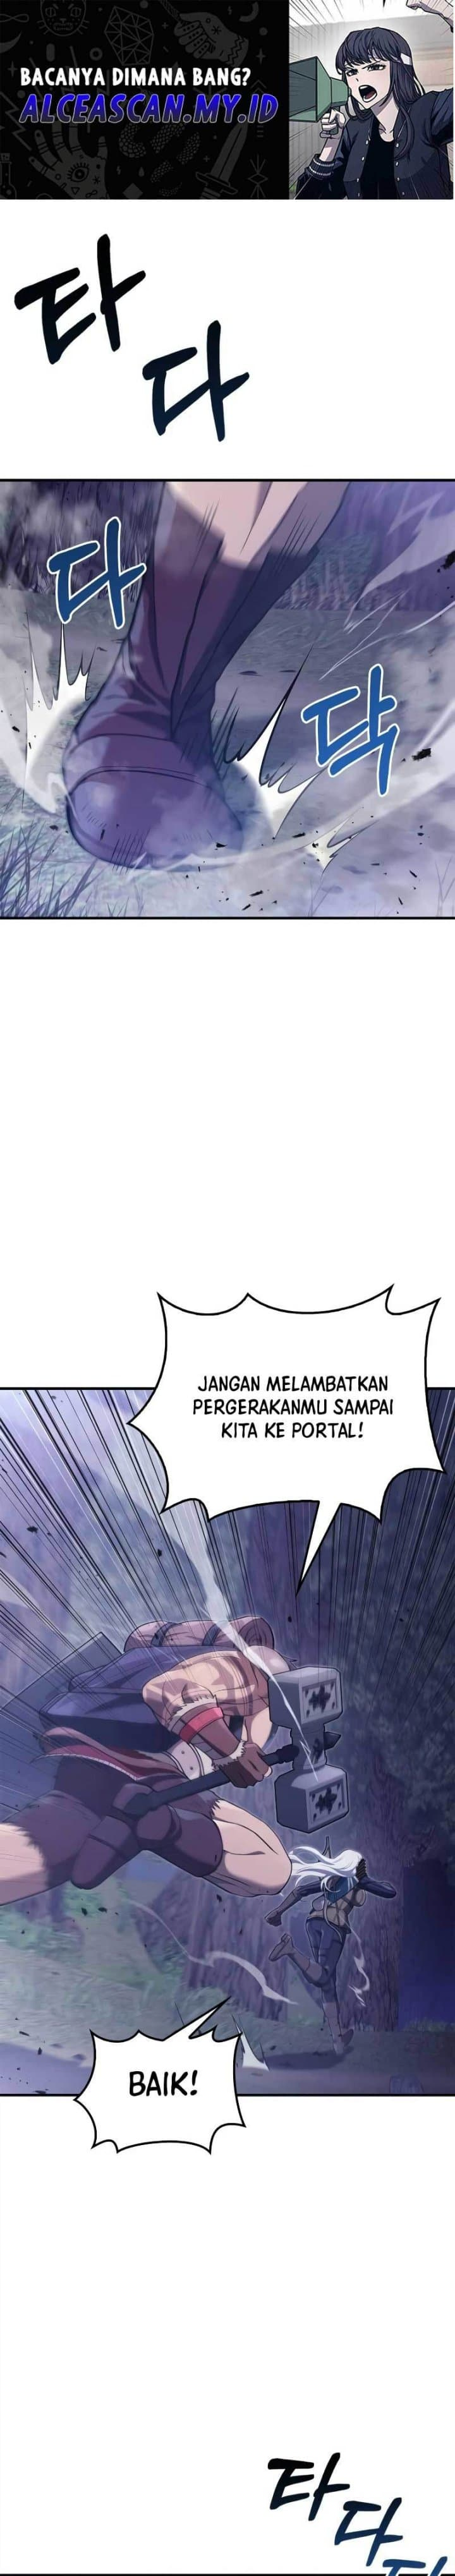 BACANYA DIMANA BANG?
ALCEASCAN.MY.ID
타
다
다
닥
JANGAN MELAMBATKAN
PERGERAKANMU SAMPAI
KITA KE PORTAL!
BAIK!
타
다